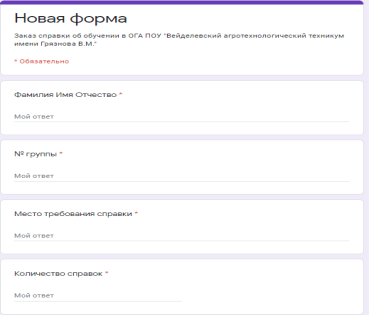 Новая форма
Заказ справки об обучении в ОГА ПОУ "Вейделевский агротехнологический техникум
имени Грязнова В.М."
* Обязательно
Фамилия Имя Отчество *
Мой ответ
№ группы *
Мой ответ
Место требования справки *
Мой ответ
Количество справок *
Мой ответ